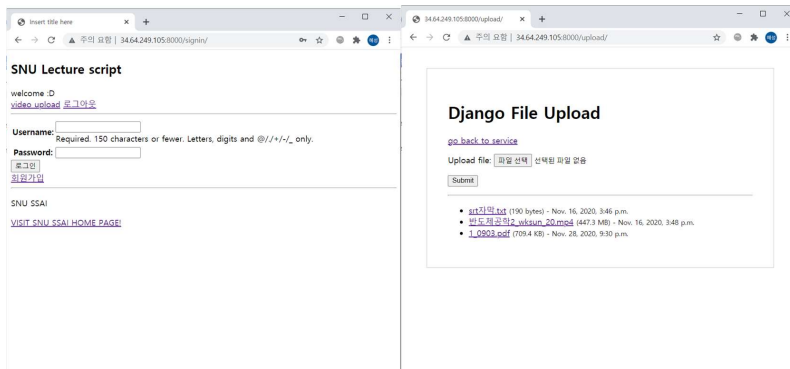 Insert title here
주의 요함 | 34.64.249.105:8000/signin/
SNU Lecture script
welcome :D
video upload 로그아웃
Username:
Required. 150 characters or fewer. Letters, digits and @/./+/-/_ only.
Password:
로그인
회원가입
SNU SSAI
VISIT SNU SSAI HOME PAGE!
34.64.249.105:8000/upload/
주의 요함 | 34.64.249.105:8000/upload/
Django File Upload
go back to service
Upload file: 파일 선택 선택된 파일 없음
Submit
srt자막.txt (190 bytes) - Nov. 16, 2020, 3:46 p.m.
반도체공학2_wksun_20.mp4 (447.3 MB) - Nov. 16, 2020, 3:48 p.m.
1_0903.pdf (709.4 KB) - Nov. 28, 2020, 9:30 p.m.